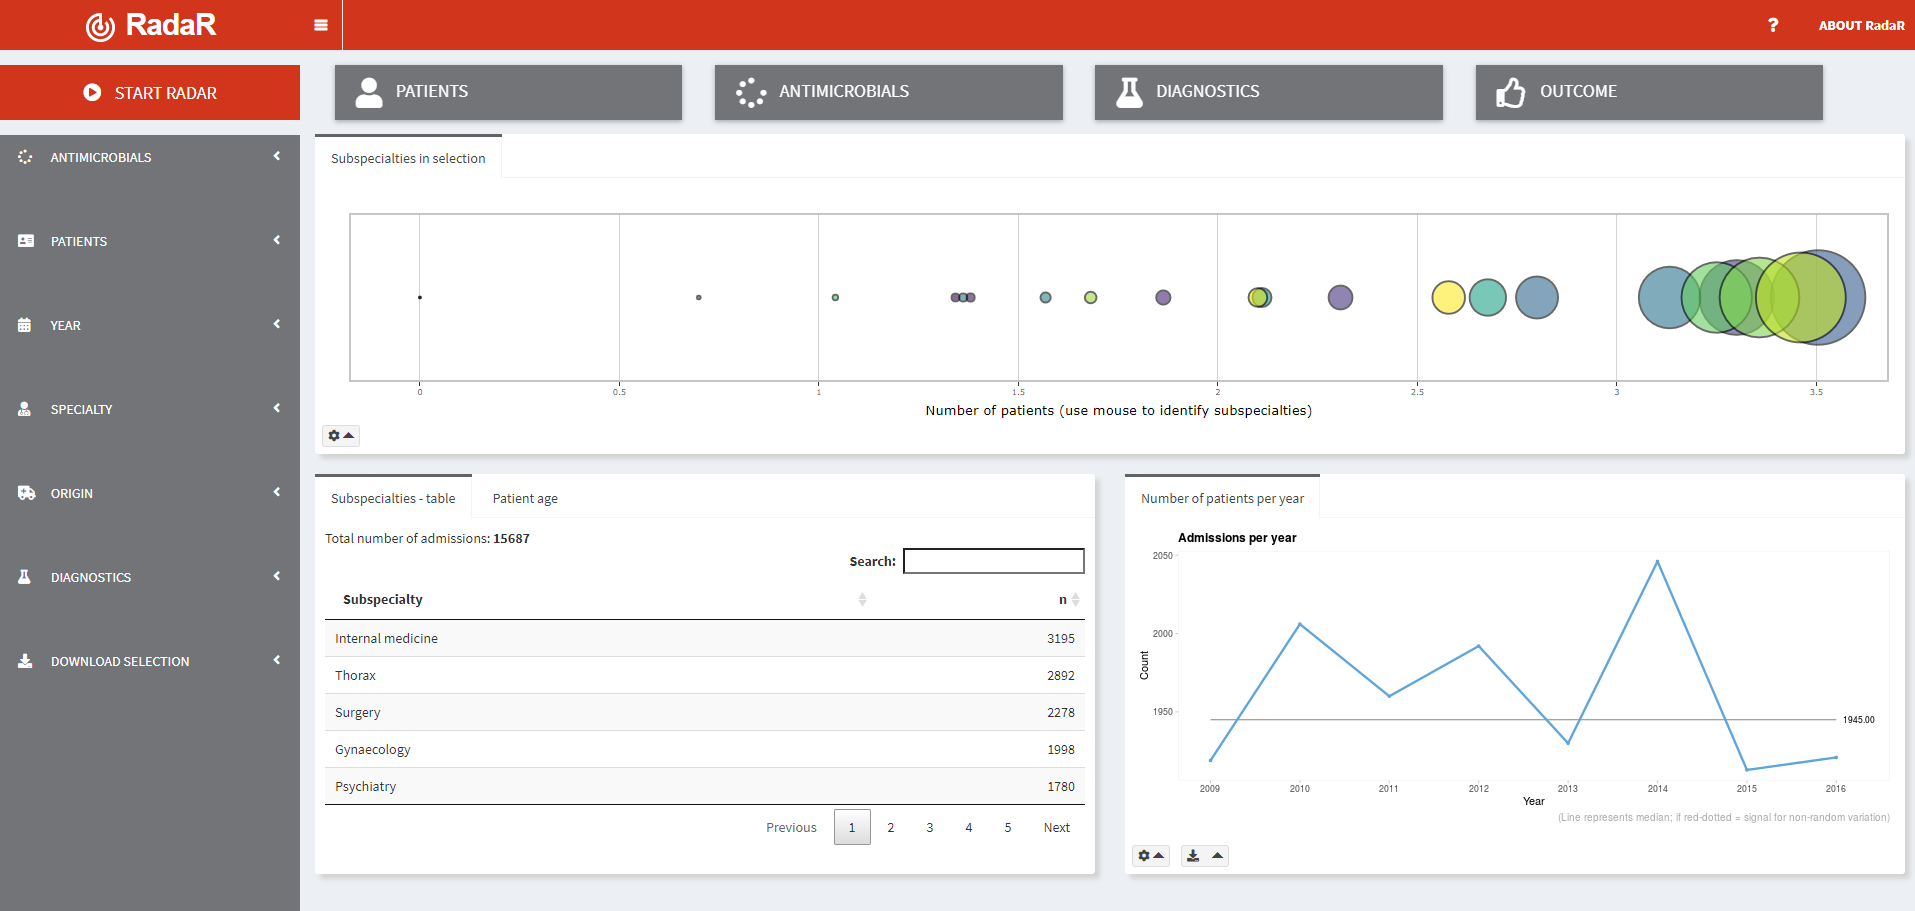 RadaR
? ABOUT RadaR
START RADAR
PATIENTS ANTIMICROBIALS DIAGNOSTICS OUTCOME
ANTIMICROBIALS
PATIENTS
YEAR
SPECIALTY
ORIGIN
DIAGNOSTICS
DOWNLOAD SELECTION
Subspecialties in selection
0 0.5 1 1.5 2 2.5 3 3.5
Number of patients (use mouse to identify subspecialties)
Subspecialties - table Patient age
Total number of admissions: 15687
Search:
Subspecialty n
Internal medicine 3195
Thorax 2892
Surgery 2278
Gynaecology 1998
Psychiatry 1780
Previous 1 2 3 4 5 Next
Number of patients per year
Admissions per year
2050
2000
1950
Count
1945.00
2009 2010 2011 2012 2013 2014 2015 2016
Year
(Line represents median; if red-dotted = signal for non-random variation)